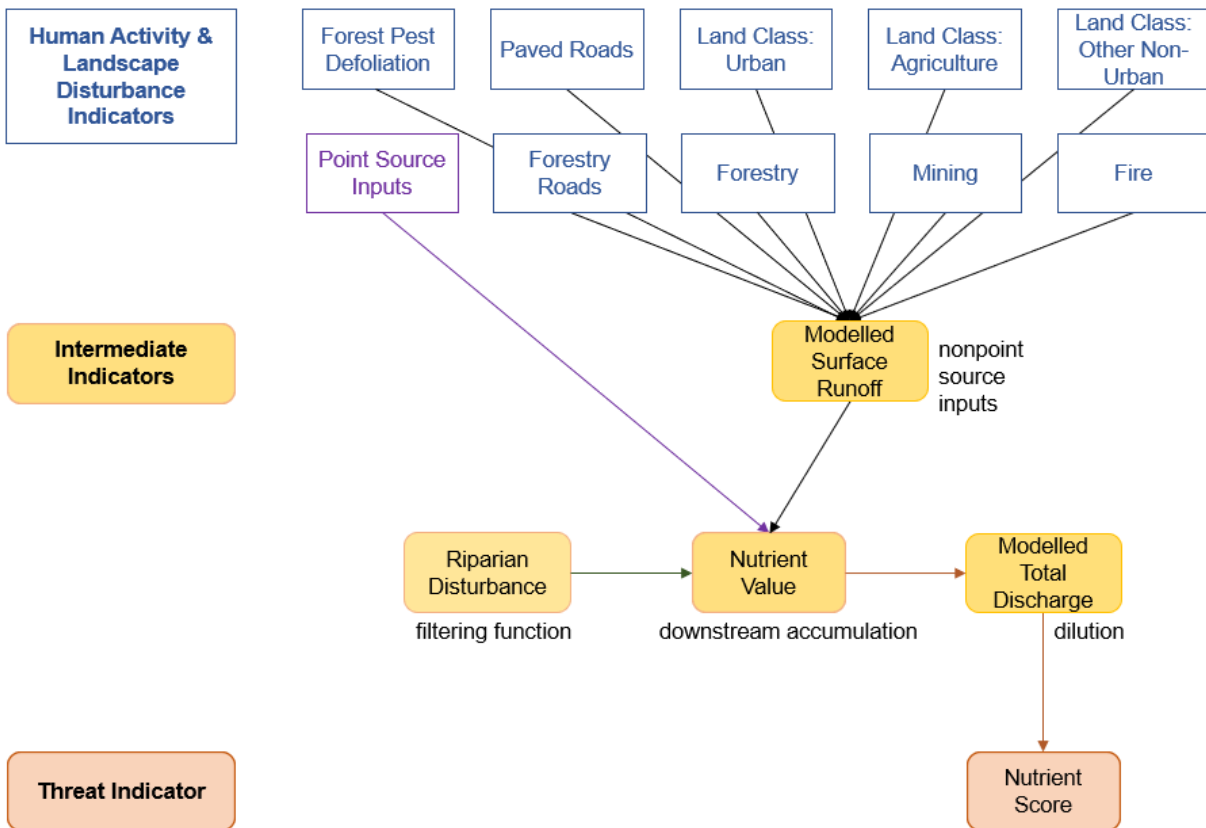 Human Activity &
Landscape
Disturbance
Indicators
Forest Pest
Defoliation
Paved Roads
Land Class:
Urban
Land Class:
Agriculture
Land Class:
Other Non-
Urban
Point Source
Inputs
Forestry
Roads
Forestry
Mining
Fire
Intermediate
Indicators
Modelled
Surface
Runoff
nonpoint
source
inputs
Riparian
Disturbance
filtering function
Nutrient
Value
downstream accumulation
Modelled
Total
Discharge
dilution
Threat Indicator
Nutrient
Score